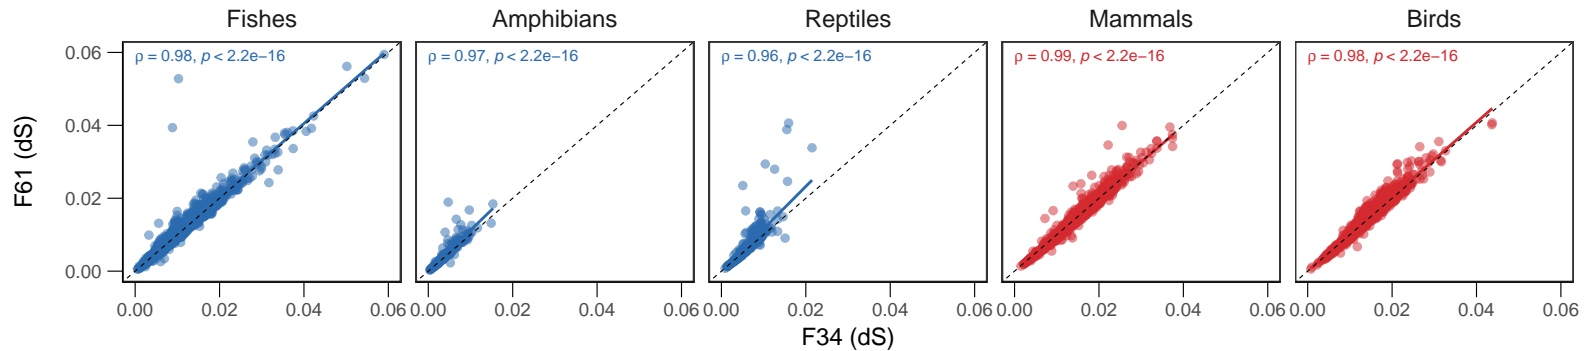 Fishes Amphibians Reptiles Mammals Birds
ρ = 0.98, p < 2.2e−16 ρ = 0.97, p < 2.2e−16 ρ = 0.96, p < 2.2e−16 ρ = 0.99, p < 2.2e−16 ρ = 0.98, p < 2.2e−16
0.06
0.04
0.02
0.00
F61 (dS)
0.00 0.02 0.04 0.06 0.00 0.02 0.04 0.06 0.00 0.02 0.04 0.06 0.00 0.02 0.04 0.06 0.00 0.02 0.04 0.06
F34 (dS)